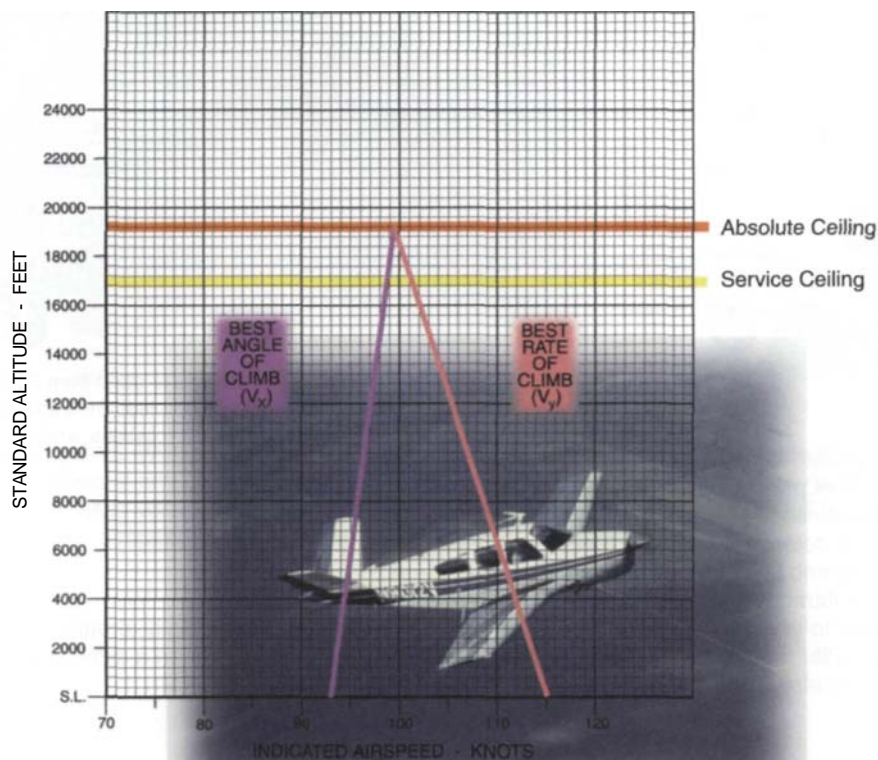 24000
22000
20000
18000
16000
14000
12000
10000
8000
6000
4000
2000
S.L.
STANDARD ALTITUDE - FEET
Absolute Ceiling
Service Ceiling
BEST
ANGLE
OF
CLIMB
(Vx)
BEST
RATE
OF
CLIMB
(Vy)
70
80
90
100
110
120
INDICATED AIRSPEED - KNOTS